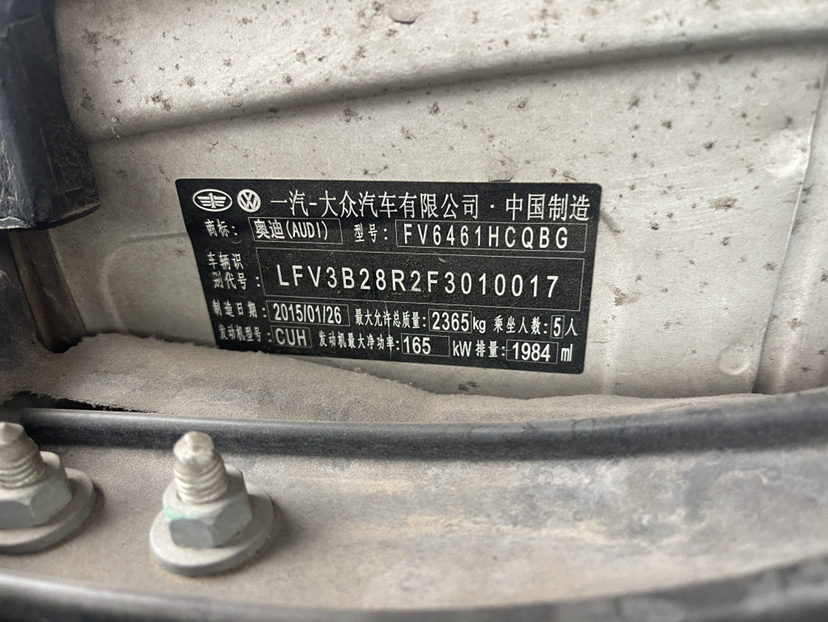 一汽-大众汽车有限公司·中国制造
商标: 奥迪(AUDI) 型号: FV6461HCQBG
车辆识别代号: LFV3B28R2F3010017
制造日期: 2015/01/26 最大允许总质量: 2365kg 乘坐人数: 5人
发动机型号: CUH 发动机最大净功率: 165 kW 排量: 1984 ml